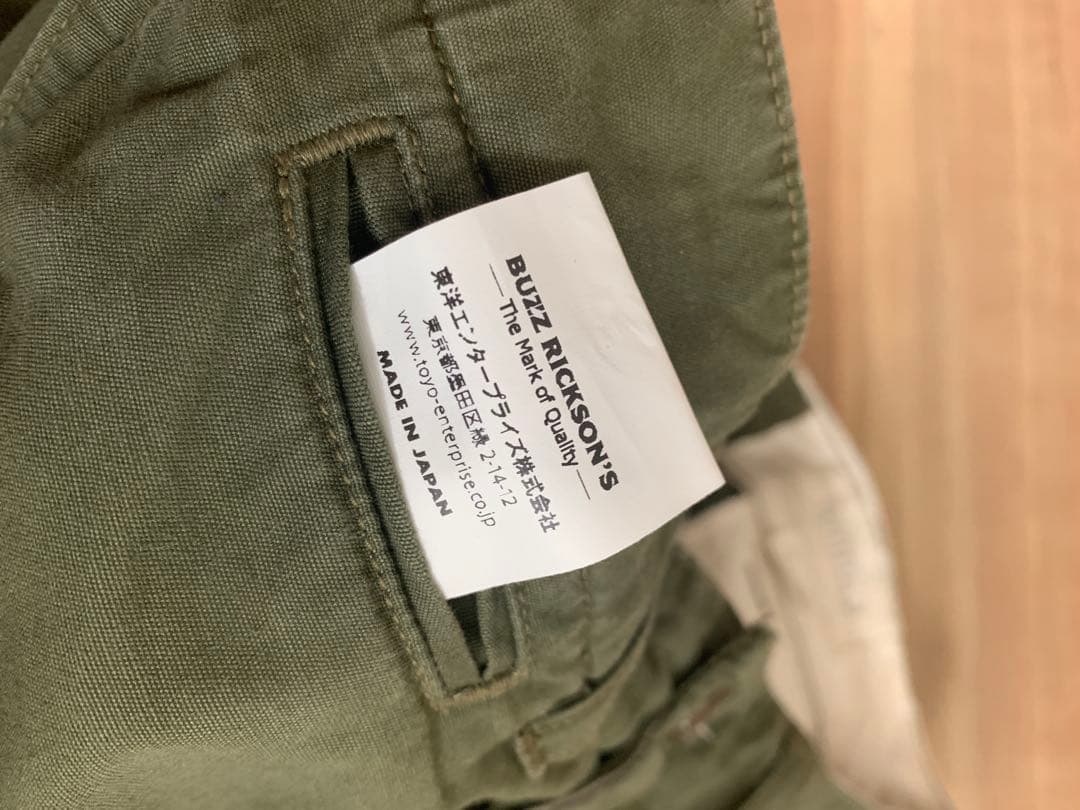 BUZZ RICKSON'S
— The Mark of Quality —
東洋エンタープライズ株式会社
東京都墨田区緑 2-14-12
www.toyo-enterprise.co.jp
MADE IN JAPAN